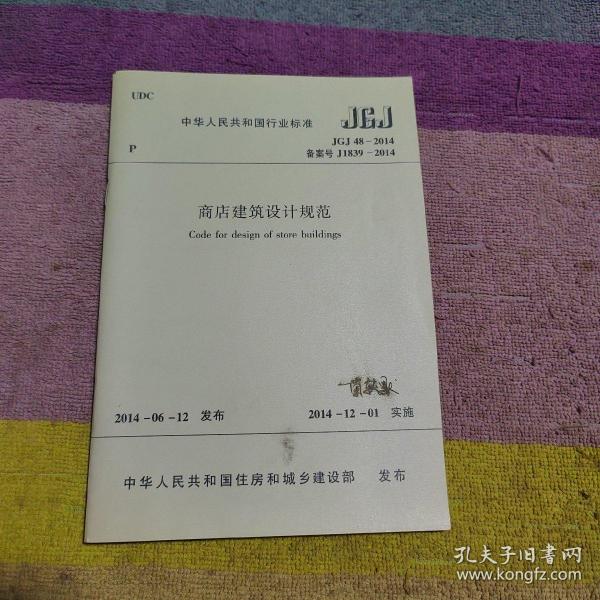 UDC
中华人民共和国行业标准 JGJ
P
JGJ 48-2014
备案号 J1839-2014
商店建筑设计规范
Code for design of store buildings
2014-06-12 发布 2014-12-01 实施
中华人民共和国住房和城乡建设部 发布
孔夫子旧书网
www.kongfz.com